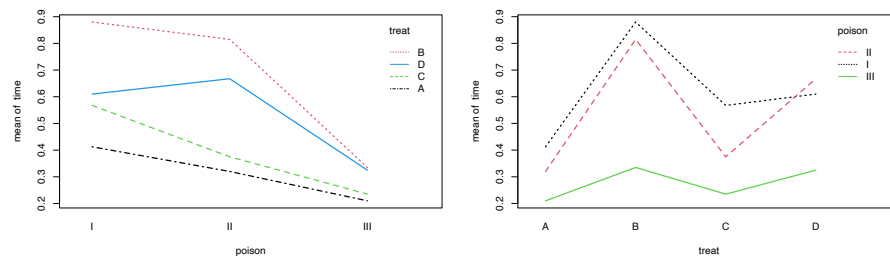 mean of time
0.9
0.8
0.7
0.6
0.5
0.4
0.3
0.2
I
II
III
poison
treat
B
D
C
A
mean of time
0.9
0.8
0.7
0.6
0.5
0.4
0.3
0.2
A
B
C
D
treat
poison
II
I
III